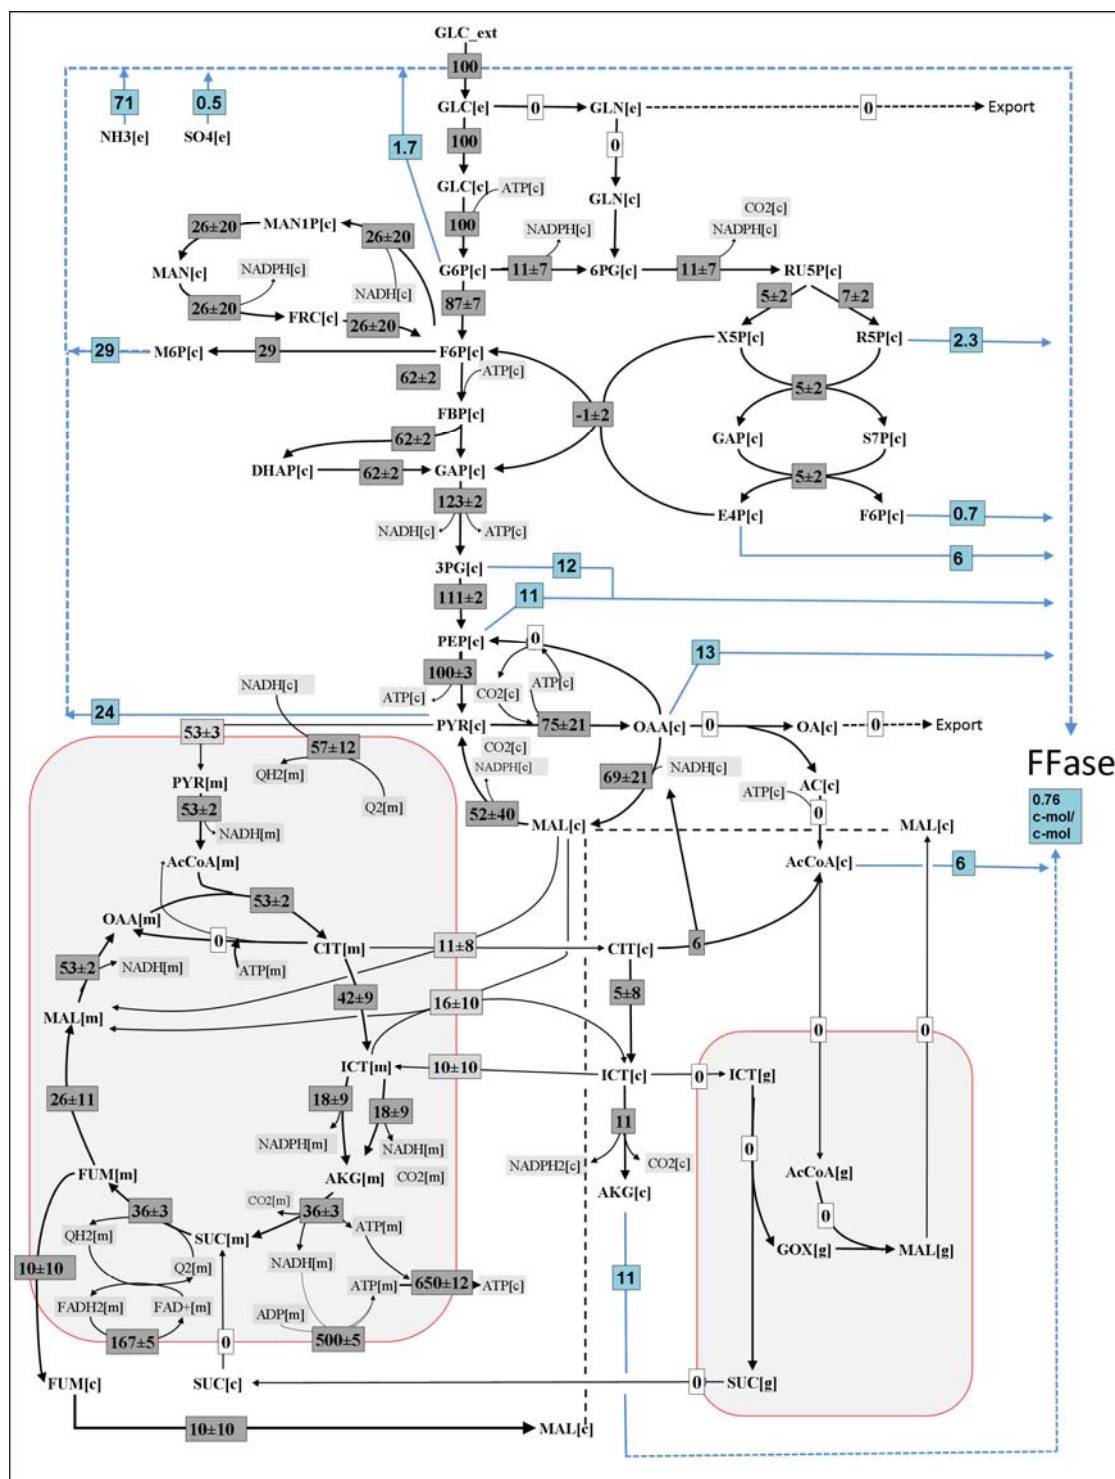 GLC_ext
100
71
0.5
GLC[e]
0
GLN[e]
0
Export
NH3[e]
SO4[e]
1.7
100
0
GLC[c]
ATP[c]
GLN[c]
CO2[c]
26±20
MAN1P[c]
26±20
100
NADPH[c]
NADPH[c]
MAN[c]
NADPH[c]
G6P[c]
11±7
6PG[c]
11±7
RU5P[c]
NADH[c]
26±20
87±7
5±2
7±2
FRC[c]
26±20
X5P[c]
R5P[c]
2.3
29
M6P[c]
29
F6P[c]
62±2
ATP[c]
5±2
FBP[c]
-1±2
62±2
GAP[c]
S7P[c]
DHAP[c]
62±2
GAP[c]
5±2
123±2
E4P[c]
F6P[c]
0.7
NADH[c]
ATP[c]
6
3PG[c]
12
111±2
11
PEP[c]
0
13
100±3
NADH[c]
ATP[c]
CO2[c]
ATP[c]
24
PYR[c]
75±21
OAA[c]
0
OA[c]
0
Export
53±3
57±12
CO2[c]
NADPH[c]
69±21
NADH[c]
FFase
QH2[m]
PYR[m]
Q2[m]
AC[c]
ATP[c]
53±2
NADH[m]
52±40
MAL[c]
0
MAL[c]
0.76
c-mol/
c-mol
AcCoA[m]
AcCoA[c]
6
53±2
OAA[m]
0
CIT[m]
11±8
CIT[c]
6
53±2
NADH[m]
ATP[m]
42±9
16±10
5±8
MAL[m]
0
0
ICT[m]
10±10
ICT[c]
0
ICT[g]
26±11
18±9
18±9
11
NADPH[m]
NADH[m]
0
NADPH2[c]
CO2[c]
FUM[m]
AKG[m]
CO2[m]
AKG[c]
AcCoA[g]
CO2[m]
36±3
36±3
0
QH2[m]
SUC[m]
ATP[m]
GOX[g]
MAL[g]
10±10
Q2[m]
NADH[m]
ATP[m]
650±12
ATP[c]
11
FADH2[m]
FAD+[m]
ADP[m]
167±5
0
500±5
FUM[c]
SUC[c]
0
SUC[g]
10±10
MAL[c]